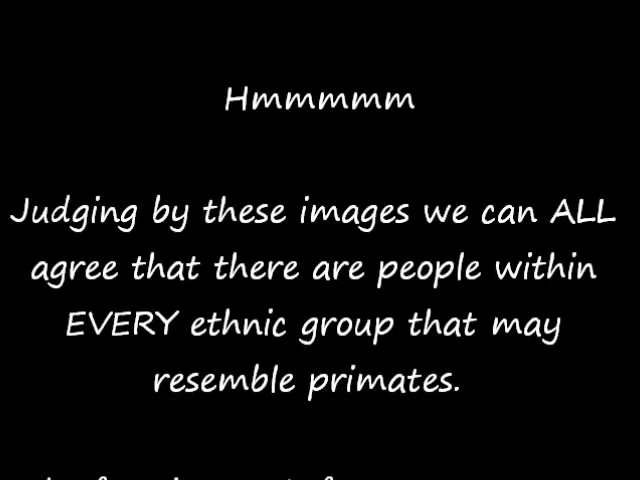 Hmmmmm
Judging by these images we can ALL
agree that there are people within
EVERY ethnic group that may
resemble primates.